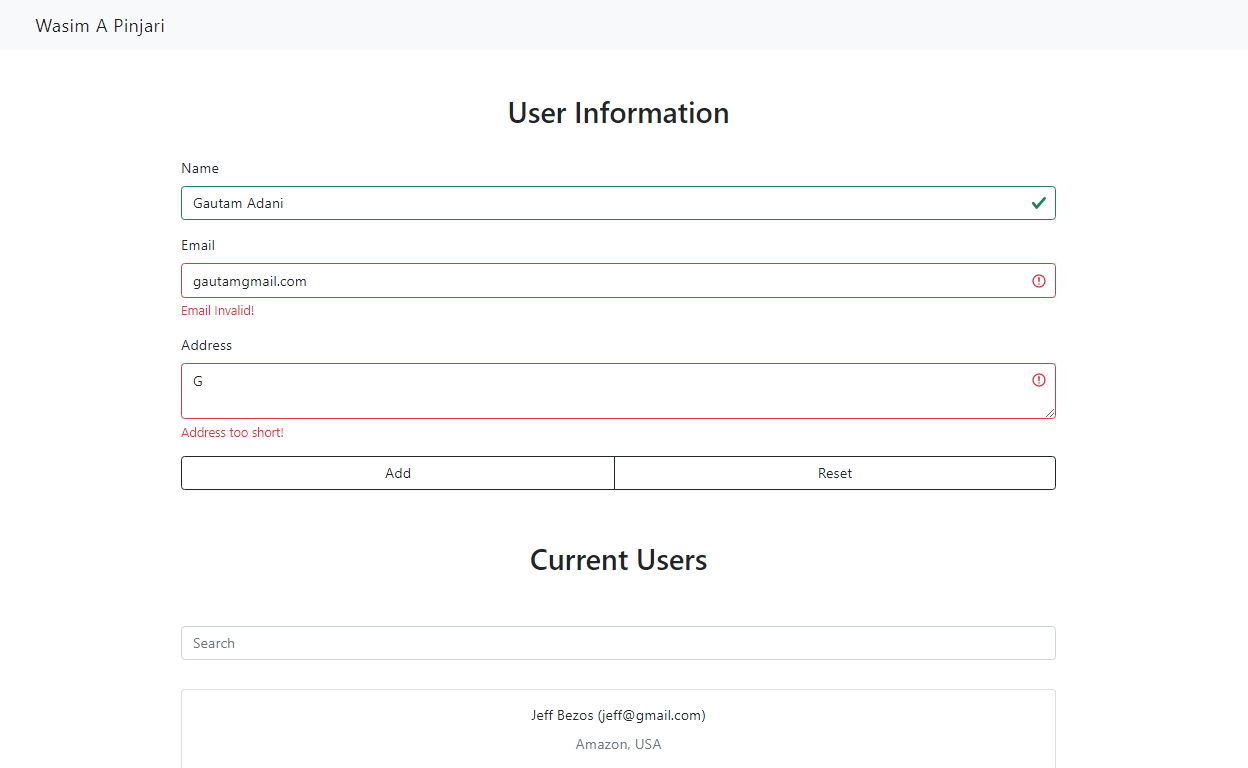 Wasim A Pinjari
User Information
Name
Gautam Adani
Email
gautamgmail.com
Email Invalid!
Address
G
Address too short!
Add Reset
Current Users
Search
Jeff Bezos (jeff@gmail.com)
Amazon, USA